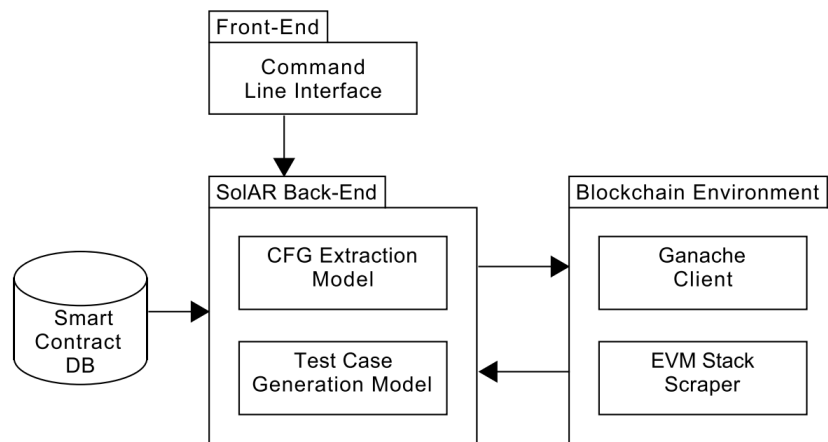 Front-End
Command
Line Interface
SolAR Back-End
Blockchain Environment
CFG Extraction
Model
Ganache
Client
Smart
Contract
DB
Test Case
Generation Model
EVM Stack
Scraper